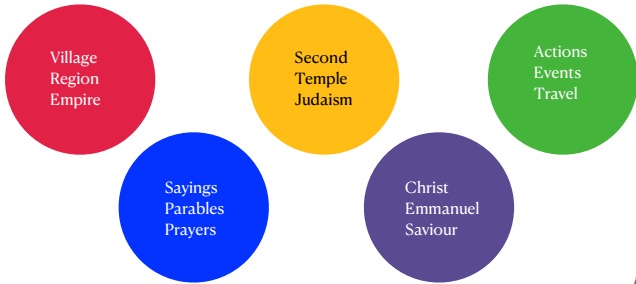 Village
Region
Empire
Second
Temple
Judaism
Actions
Events
Travel
Sayings
Parables
Prayers
Christ
Emmanuel
Saviour